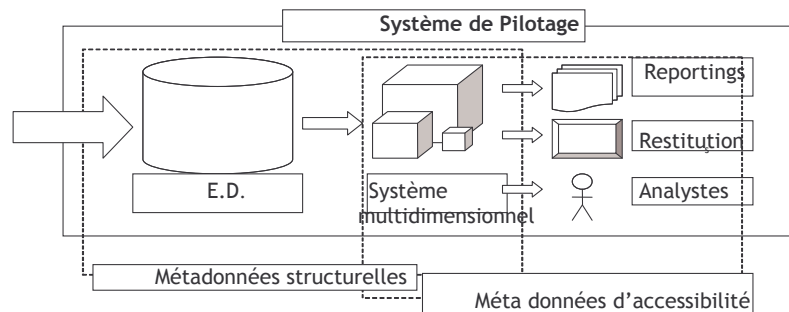 Système de Pilotage
Reportings
Restitution
E.D.
Système
multidimensionnel
Analystes
Métadonnées structurelles
Méta données d’accessibilité